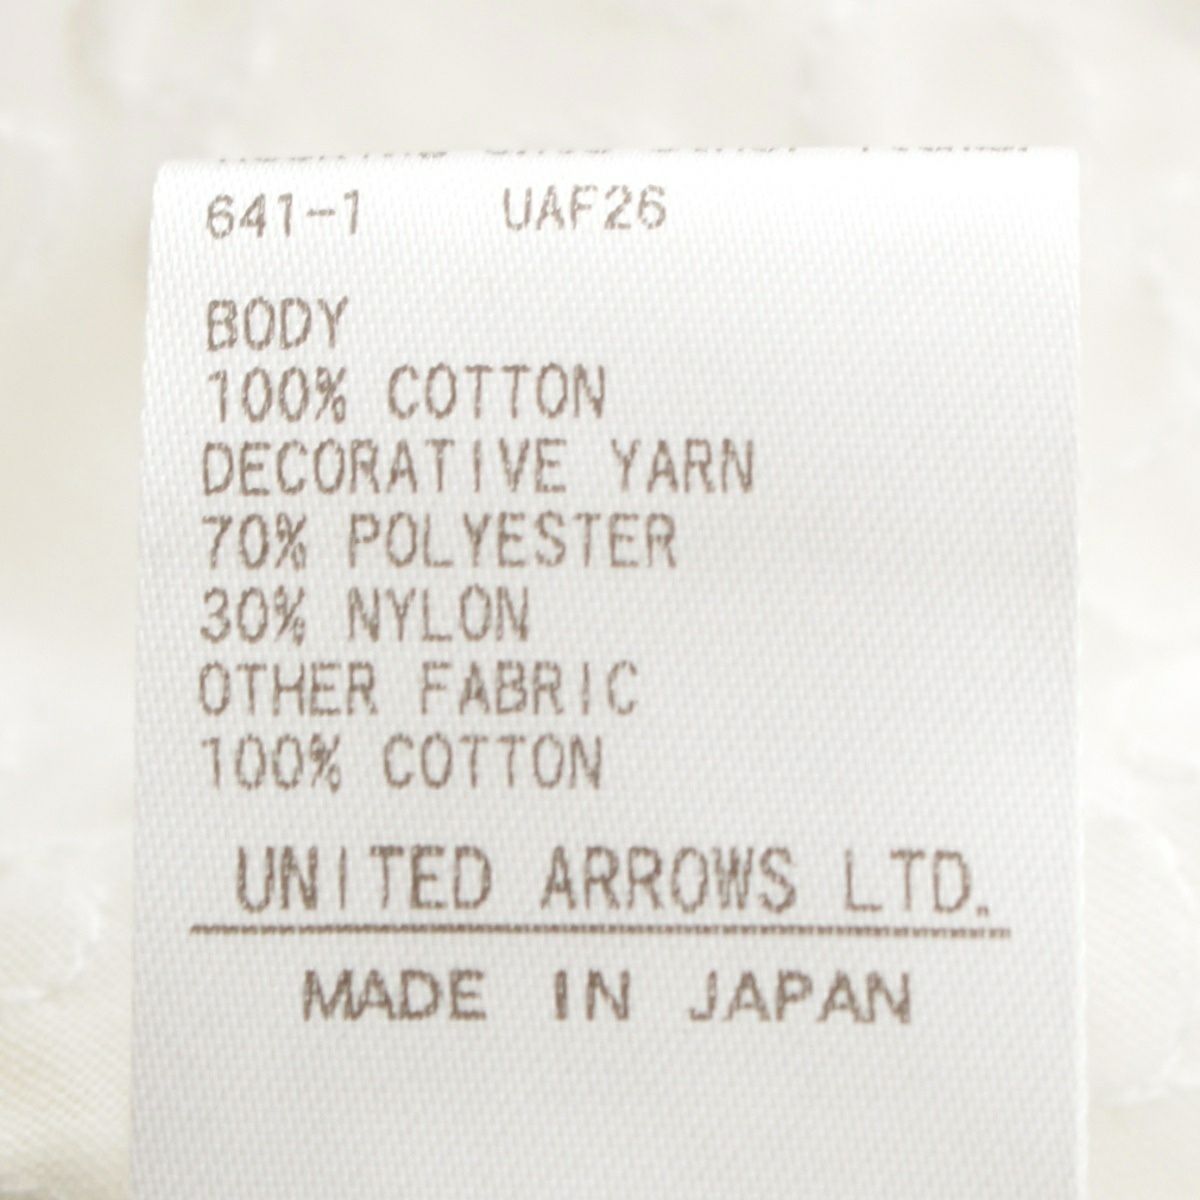 641-1 UAF26
BODY
100% COTTON
DECORATIVE YARN
70% POLYESTER
30% NYLON
OTHER FABRIC
100% COTTON
UNITED ARROWS LTD.
MADE IN JAPAN